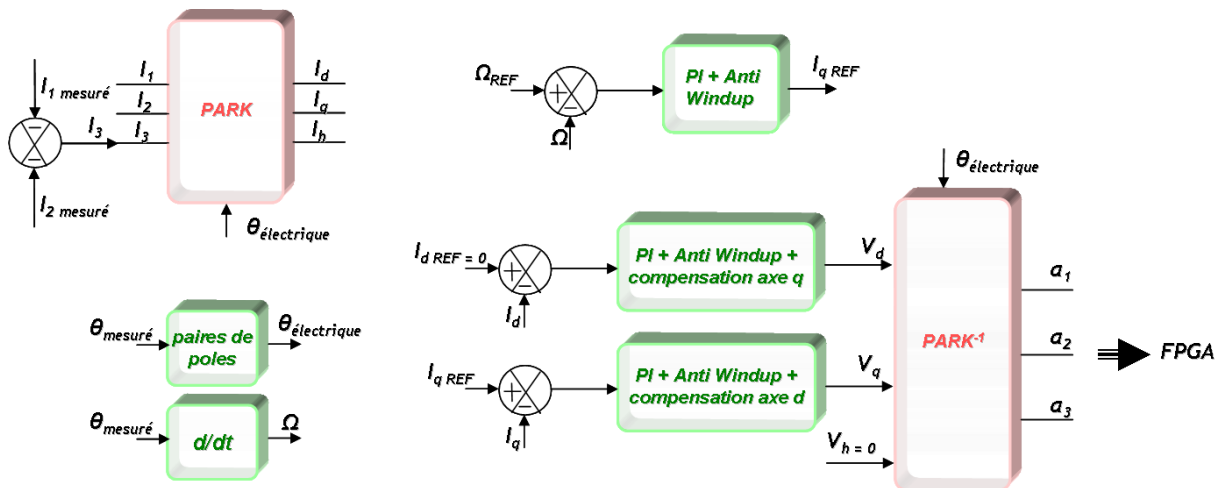 I1 mesuré
I3
I2 mesuré
I1
I2
I3
PARK
Id
Iq
Ih
θélectrique
ΩREF
+
−
Ω
PI + Anti
Windup
Iq REF
θmesuré
paires de
poles
θélectrique
θmesuré
d/dt
Ω
Id REF = 0
+
−
Id
PI + Anti Windup +
compensation axe q
Vd
Iq REF
+
−
Iq
PI + Anti Windup +
compensation axe d
Vq
Vh = 0
θélectrique
PARK-1
a1
a2
a3
FPGA